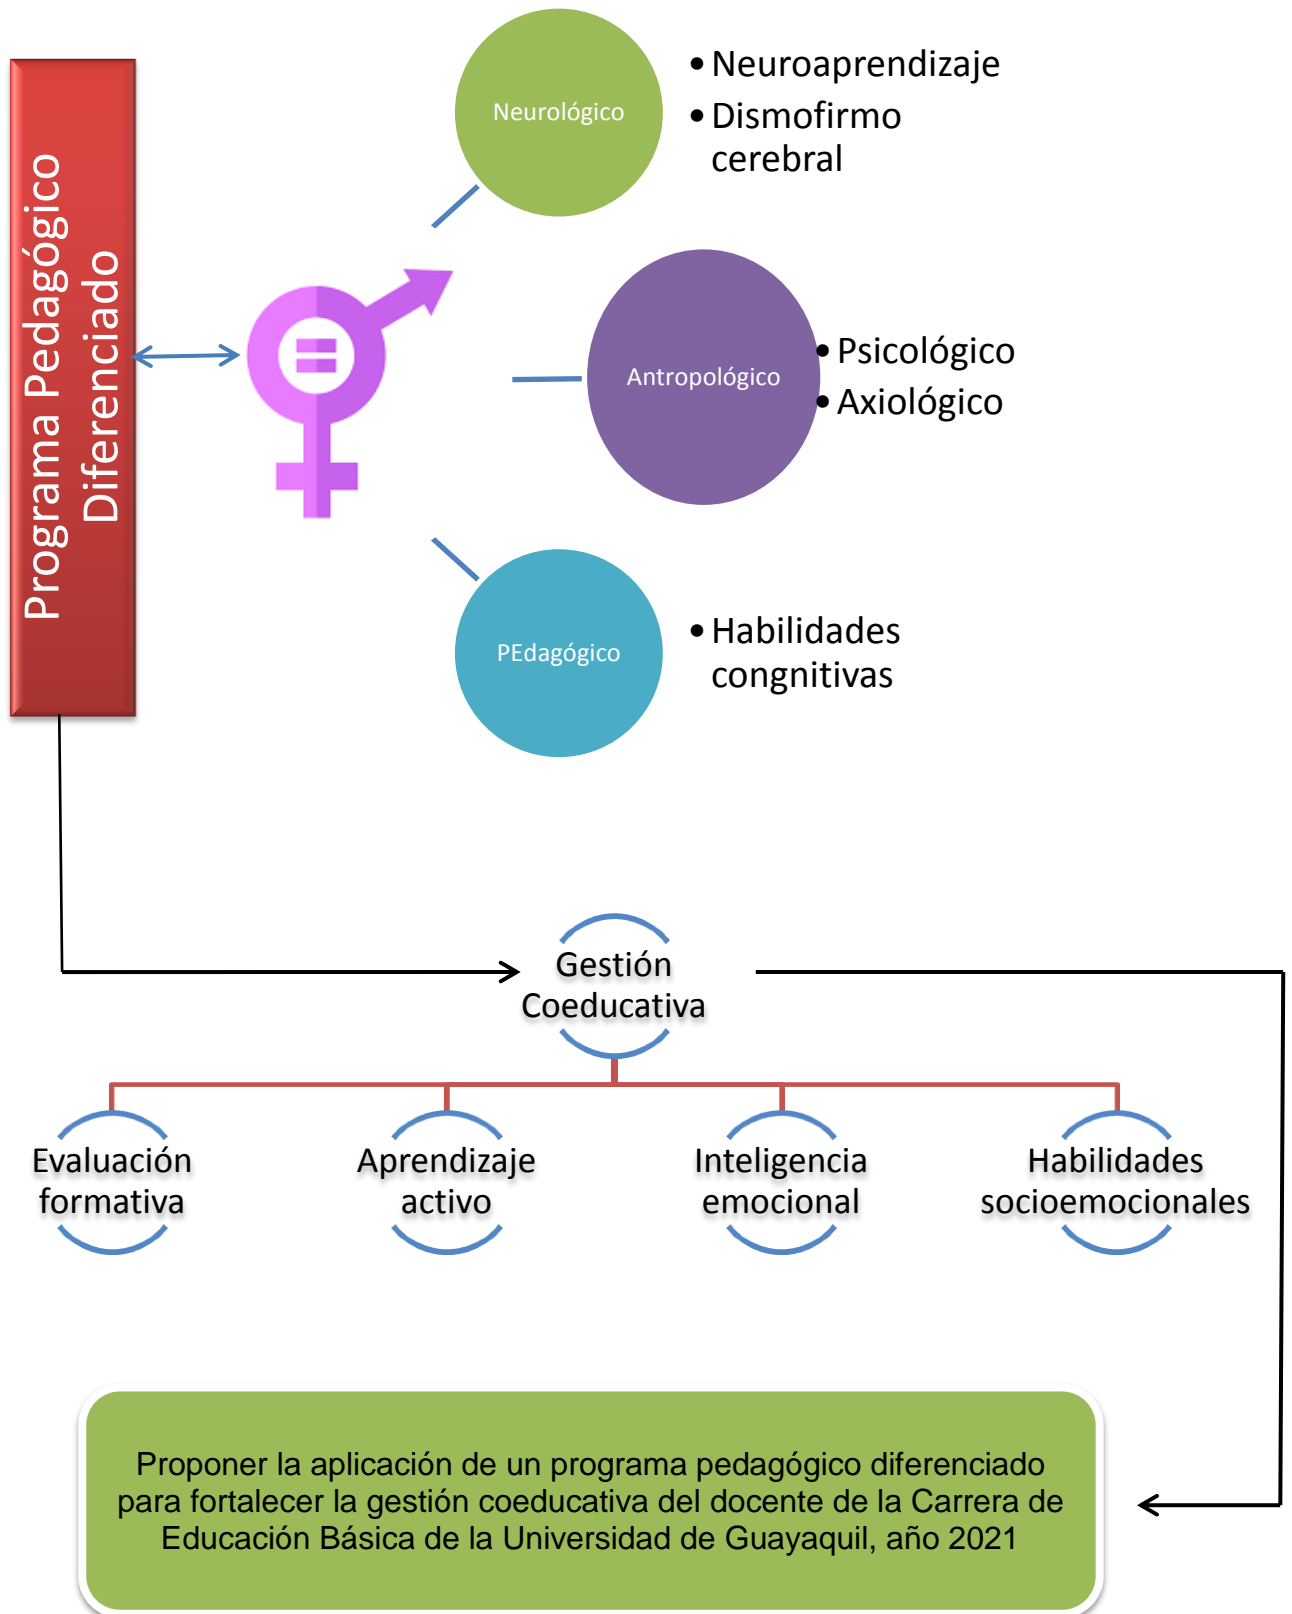 Programa Pedagógico
Diferenciado
Neurológico
• Neuroaprendizaje
• Dismofirmo
cerebral
Antropológico
• Psicológico
• Axiológico
PEdagógico
• Habilidades
congnitivas
Gestión
Coeducativa
Evaluación
formativa
Aprendizaje
activo
Inteligencia
emocional
Habilidades
socioemocionales
Proponer la aplicación de un programa pedagógico diferenciado
para fortalecer la gestión coeducativa del docente de la Carrera de
Educación Básica de la Universidad de Guayaquil, año 2021